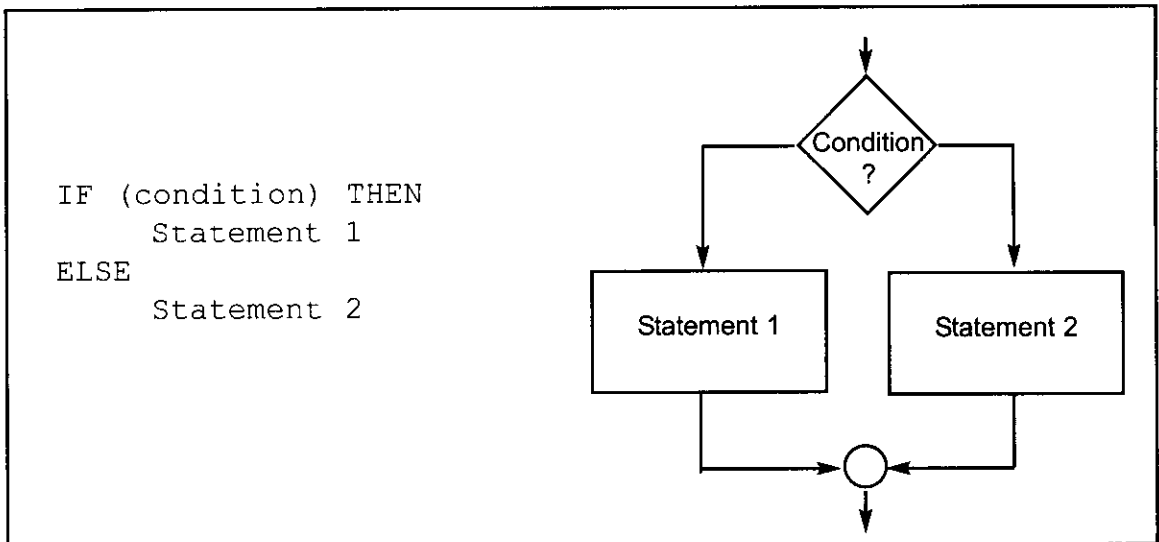 IF (condition) THEN
Statement 1
ELSE
Statement 2
Condition
?
Statement 1
Statement 2